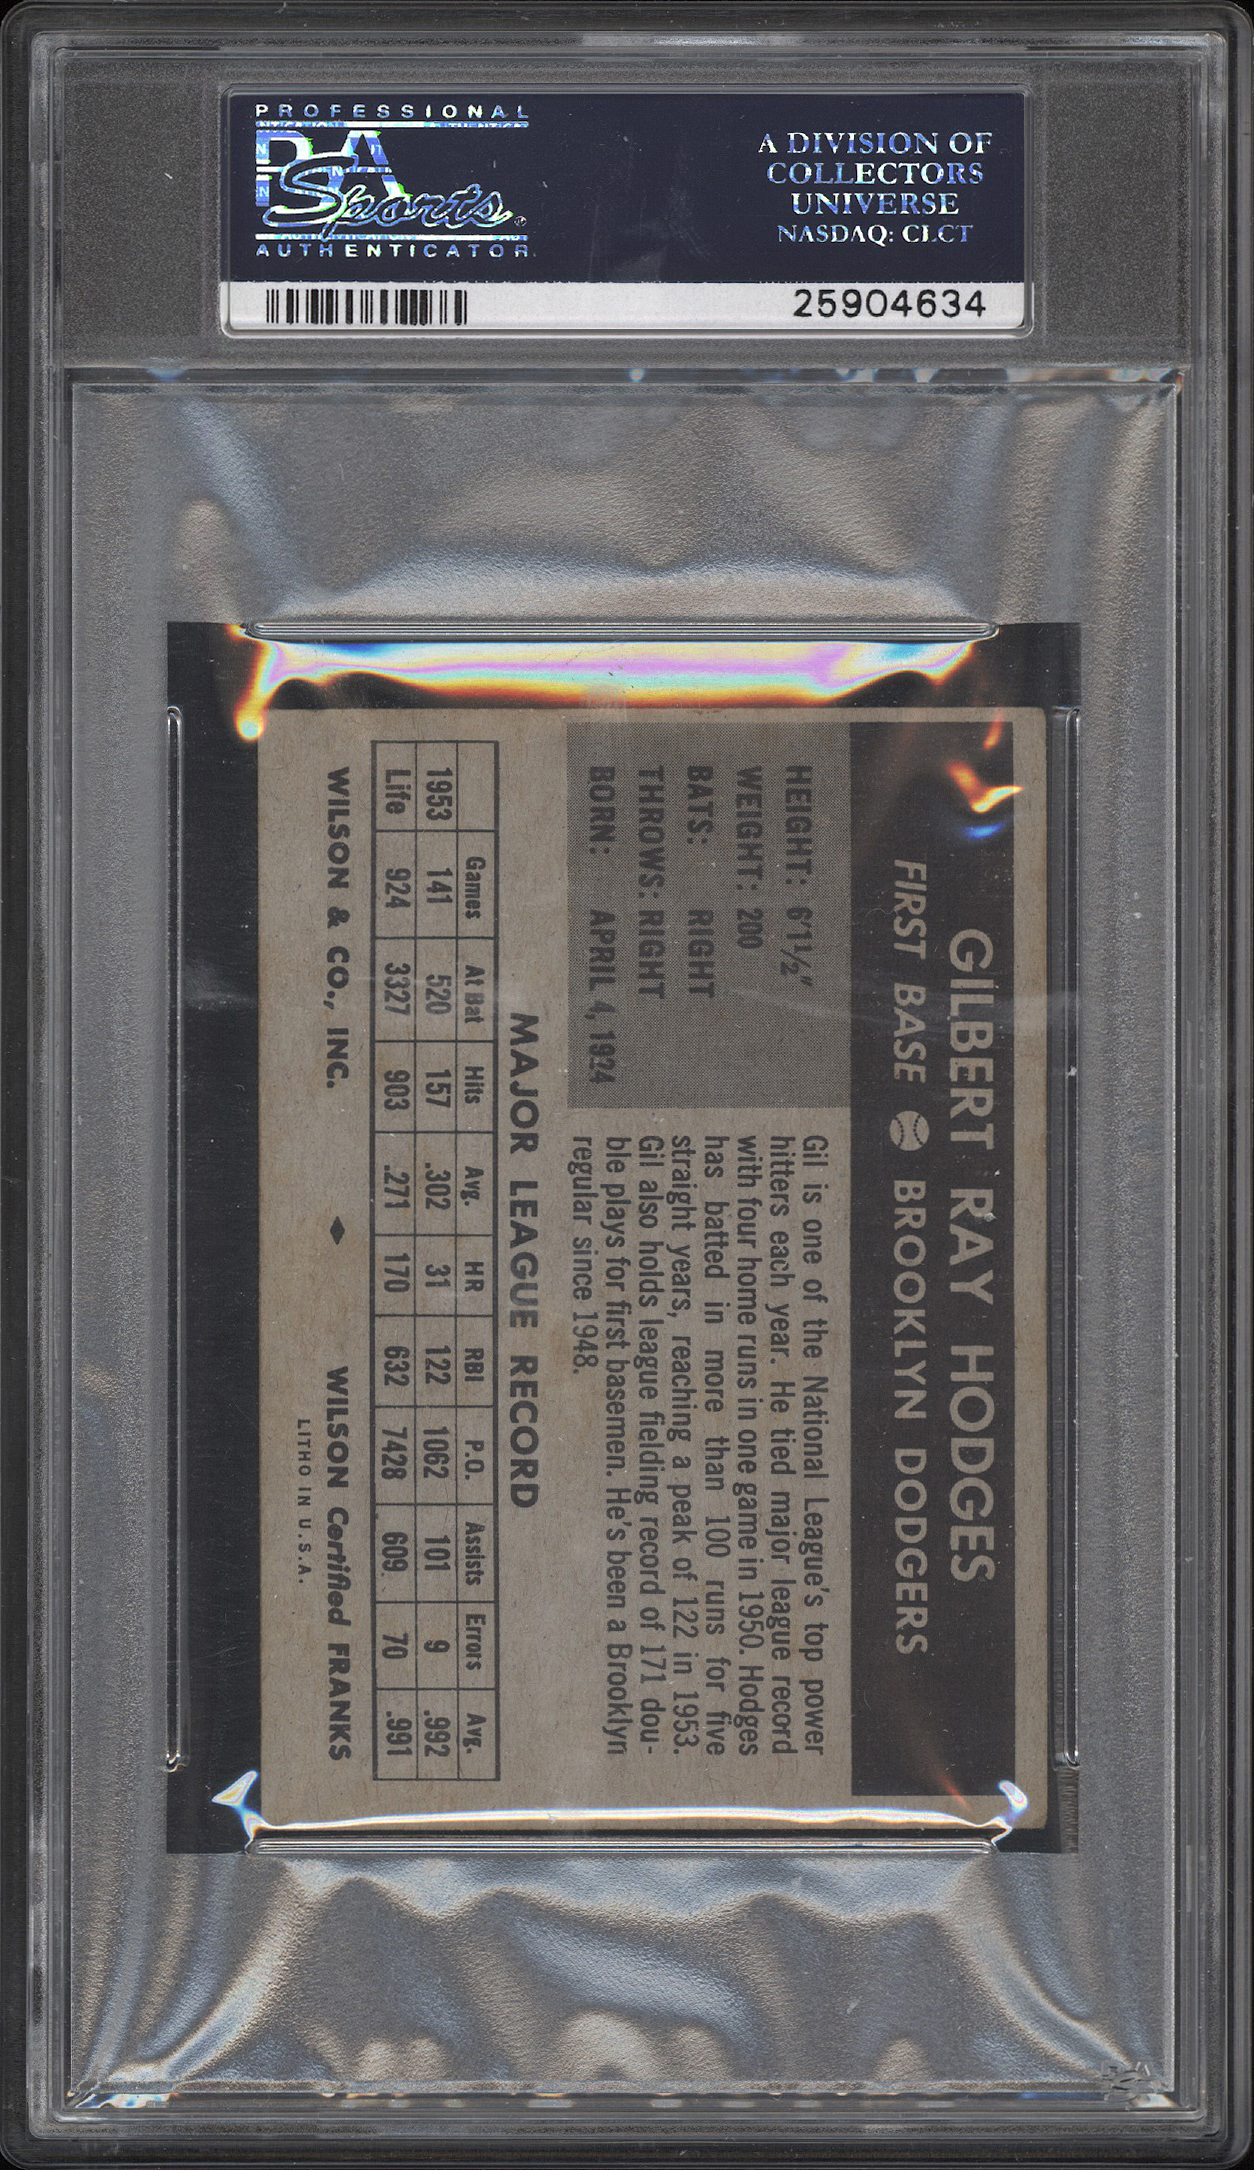 PROFESSIONAL
PSA
Sports
AUTHENTICATOR
A DIVISION OF
COLLECTORS
UNIVERSE
NASDAQ: CLCT
25904634
GILBERT RAY HODGES
FIRST BASE BROOKLYN DODGERS
HEIGHT: 6'1½"
WEIGHT: 200
BATS: RIGHT
THROWS: RIGHT
BORN: APRIL 4, 1924
Gil is one of the National League's top power
hitters each year. He tied major league record
with four home runs in one game in 1950. Hodges
has batted in more than 100 runs for five
straight years, reaching a peak of 122 in 1953.
Gil also holds league fielding record of 171 dou-
ble plays for first basemen. He's been a Brooklyn
regular since 1948.
MAJOR LEAGUE RECORD
Games At Bat Hits Avg. HR RBI P.O. Assists Errors Avg.
1953 141 520 157 .302 31 122 1062 101 9 .992
Life 924 3327 903 .271 170 632 7428 609 70 .991
WILSON & CO., INC. ♦ WILSON Certified FRANKS
LITHO IN U.S.A.